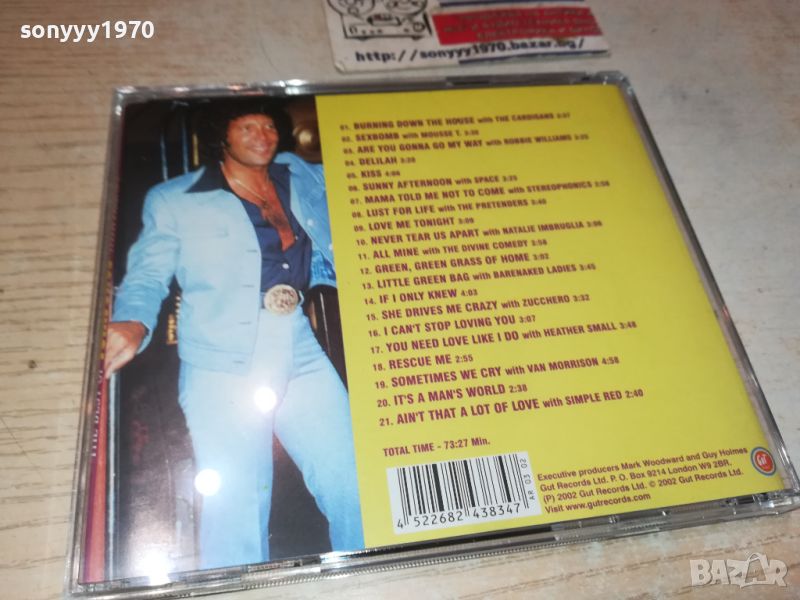 sonyyy1970
http://sonyyy1970.bazar.bg/
01. BURNING DOWN THE HOUSE with THE CARDIGANS 3:37
02. SEXBOMB with MOUSSE T. 3:30
03. ARE YOU GONNA GO MY WAY with ROBBIE WILLIAMS 3:25
04. DELILAH 3:20
05. KISS 4:06
06. SUNNY AFTERNOON with SPACE 3:25
07. MAMA TOLD ME NOT TO COME with STEREOPHONICS 2:58
08. LUST FOR LIFE with THE PRETENDERS 3:40
09. LOVE ME TONIGHT 3:09
10. NEVER TEAR US APART with NATALIE IMBRUGLIA 3:06
11. ALL MINE with THE DIVINE COMEDY 3:58
12. GREEN, GREEN GRASS OF HOME 3:02
13. LITTLE GREEN BAG with BARENAKED LADIES 3:45
14. IF I ONLY KNEW 4:03
15. SHE DRIVES ME CRAZY with ZUCCHERO 3:32
16. I CAN'T STOP LOVING YOU 3:07
17. YOU NEED LOVE LIKE I DO with HEATHER SMALL 3:48
18. RESCUE ME 2:55
19. SOMETIMES WE CRY with VAN MORRISON 4:58
20. IT'S A MAN'S WORLD 2:38
21. AIN'T THAT A LOT OF LOVE with SIMPLE RED 2:40
TOTAL TIME - 73:27 Min.
THE BEST OF
4 522682 438347
AR 03 02
Executive producers Mark Woodward and Guy Holmes
Gut Records Ltd. P. O. Box 9214 London W9 2BR.
(P) 2002 Gut Records Ltd. © 2002 Gut Records Ltd.
Visit www.gutrecords.com
Gut
BAZAR